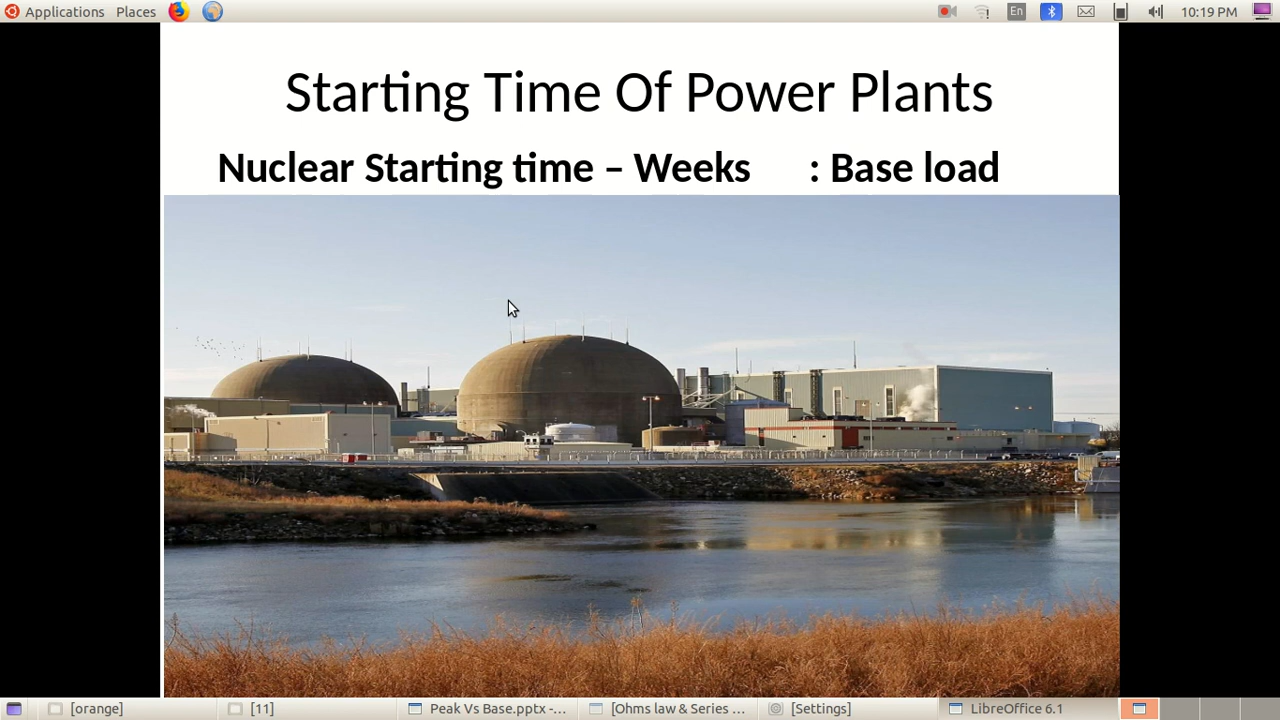 Applications Places En 10:19 PM
Starting Time Of Power Plants
Nuclear Starting time – Weeks : Base load
[orange] [11] Peak Vs Base.pptx -... [Ohms law & Series ... [Settings] LibreOffice 6.1